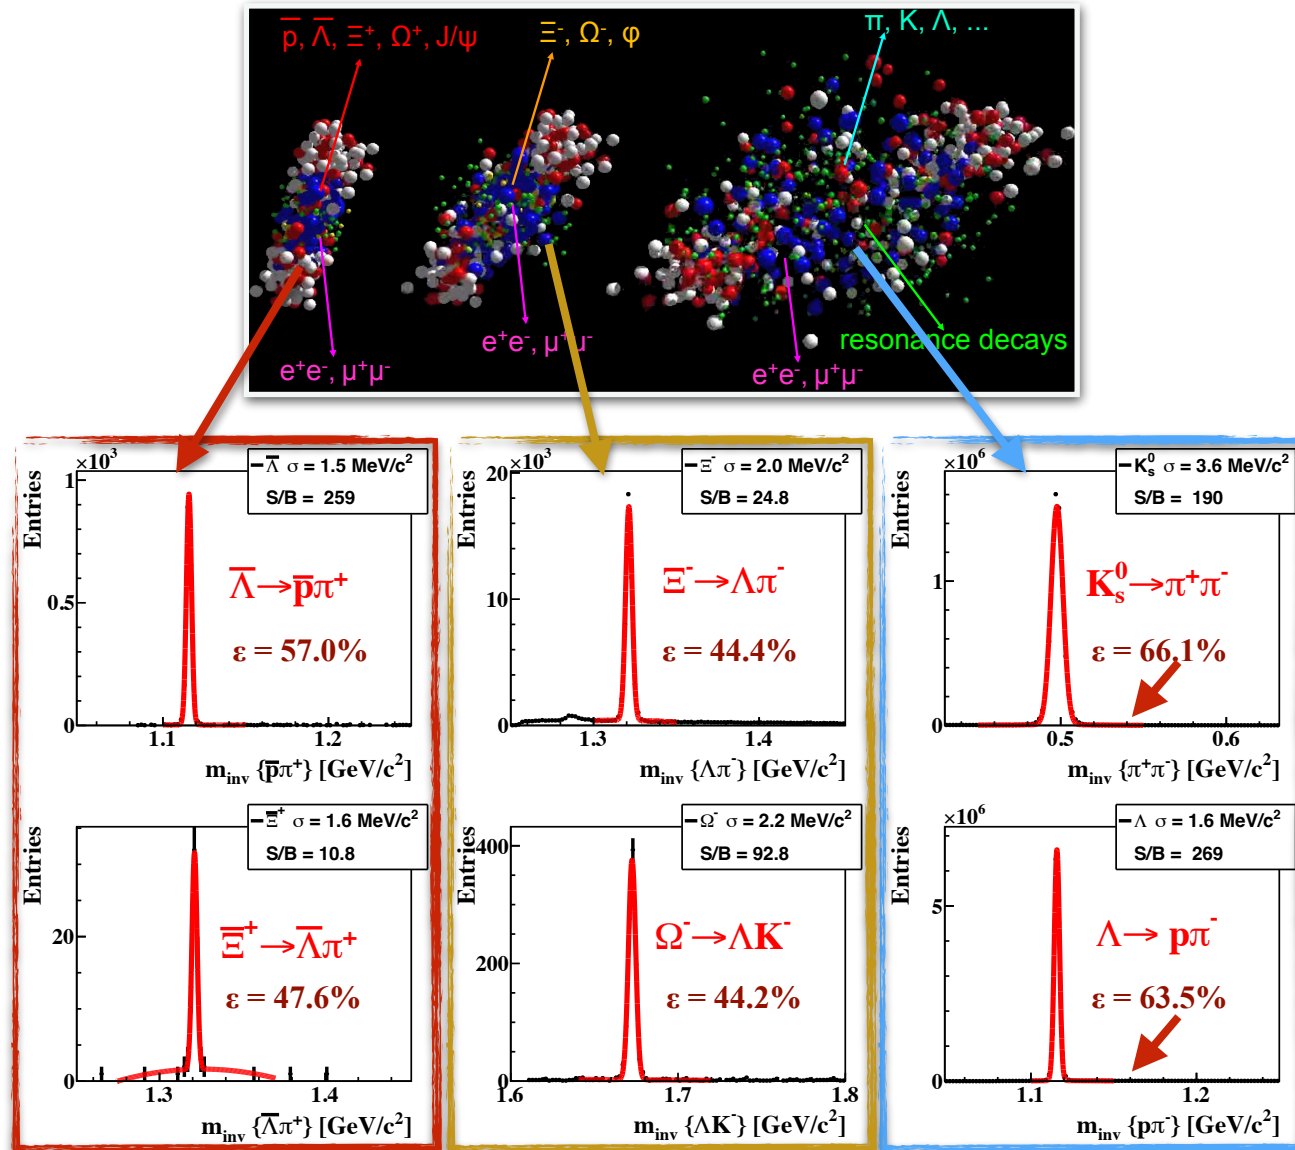 p̅, Λ̅, Ξ⁺, Ω⁺, J/ψ
Ξ⁻, Ω⁻, φ
π, K, Λ, ...
e⁺e⁻, μ⁺μ⁻
e⁺e⁻, μ⁺μ⁻
e⁺e⁻, μ⁺μ⁻
resonance decays
×10³
Λ̅ σ = 1.5 MeV/c²
S/B = 259
Entries
1
0.5
0
Λ̅→p̅π⁺
ε = 57.0%
1.1 1.2
m_inv {p̅π⁺} [GeV/c²]
×10³
Ξ⁻ σ = 2.0 MeV/c²
S/B = 24.8
Entries
20
10
0
Ξ⁻→Λπ⁻
ε = 44.4%
1.3 1.4
m_inv {Λπ⁻} [GeV/c²]
×10⁶
K_s⁰ σ = 3.6 MeV/c²
S/B = 190
Entries
1
0
K_s⁰→π⁺π⁻
ε = 66.1%
0.5 0.6
m_inv {π⁺π⁻} [GeV/c²]
Ξ̅⁺ σ = 1.6 MeV/c²
S/B = 10.8
Entries
20
0
Ξ̅⁺→Λ̅π⁺
ε = 47.6%
1.3 1.4
m_inv {Λ̅π⁺} [GeV/c²]
Ω⁻ σ = 2.2 MeV/c²
S/B = 92.8
Entries
400
200
0
Ω⁻→ΛK⁻
ε = 44.2%
1.6 1.7 1.8
m_inv {ΛK⁻} [GeV/c²]
×10⁶
Λ σ = 1.6 MeV/c²
S/B = 269
Entries
5
0
Λ→ pπ⁻
ε = 63.5%
1.1 1.2
m_inv {pπ⁻} [GeV/c²]